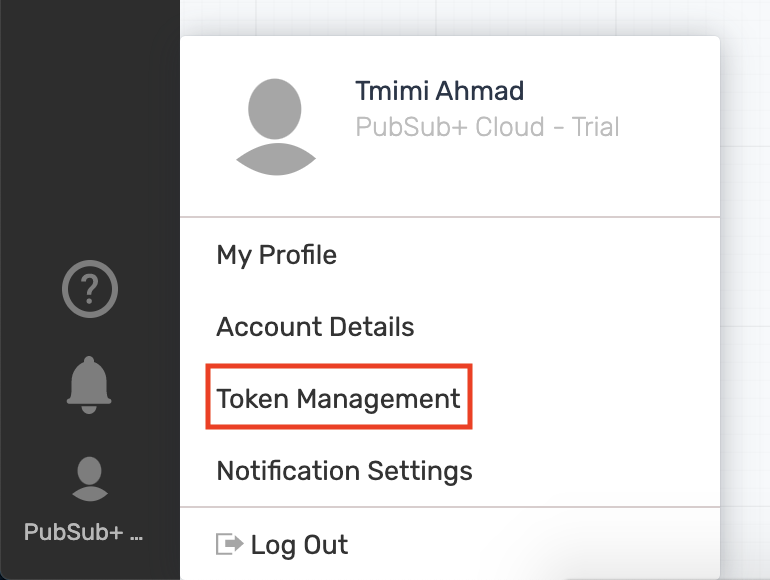 Tmimi Ahmad
PubSub+ Cloud - Trial
My Profile
Account Details
Token Management
Notification Settings
Log Out
?
PubSub+ ...